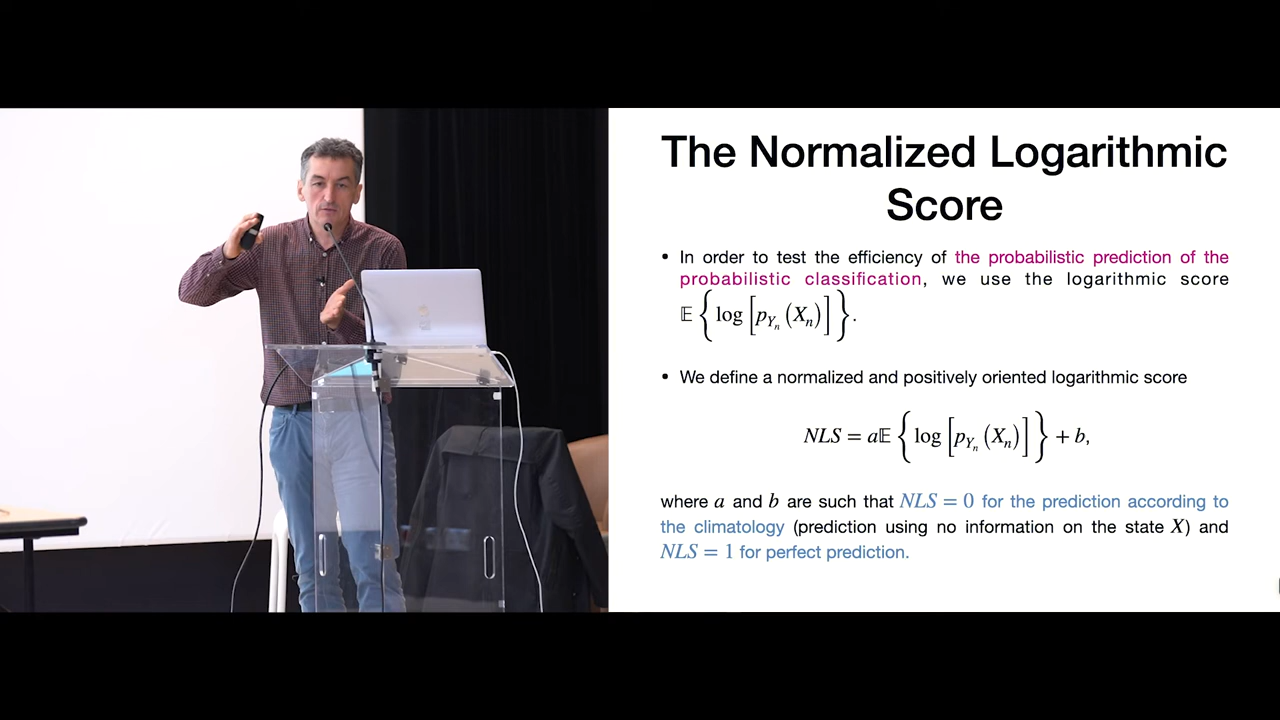 The Normalized Logarithmic
Score
• In order to test the efficiency of the probabilistic prediction of the
probabilistic classification, we use the logarithmic score
𝔼 { log [ p_{Y_n} (X_n) ] }.
• We define a normalized and positively oriented logarithmic score
NLS = a𝔼 { log [ p_{Y_n} (X_n) ] } + b,
where a and b are such that NLS = 0 for the prediction according to
the climatology (prediction using no information on the state X) and
NLS = 1 for perfect prediction.